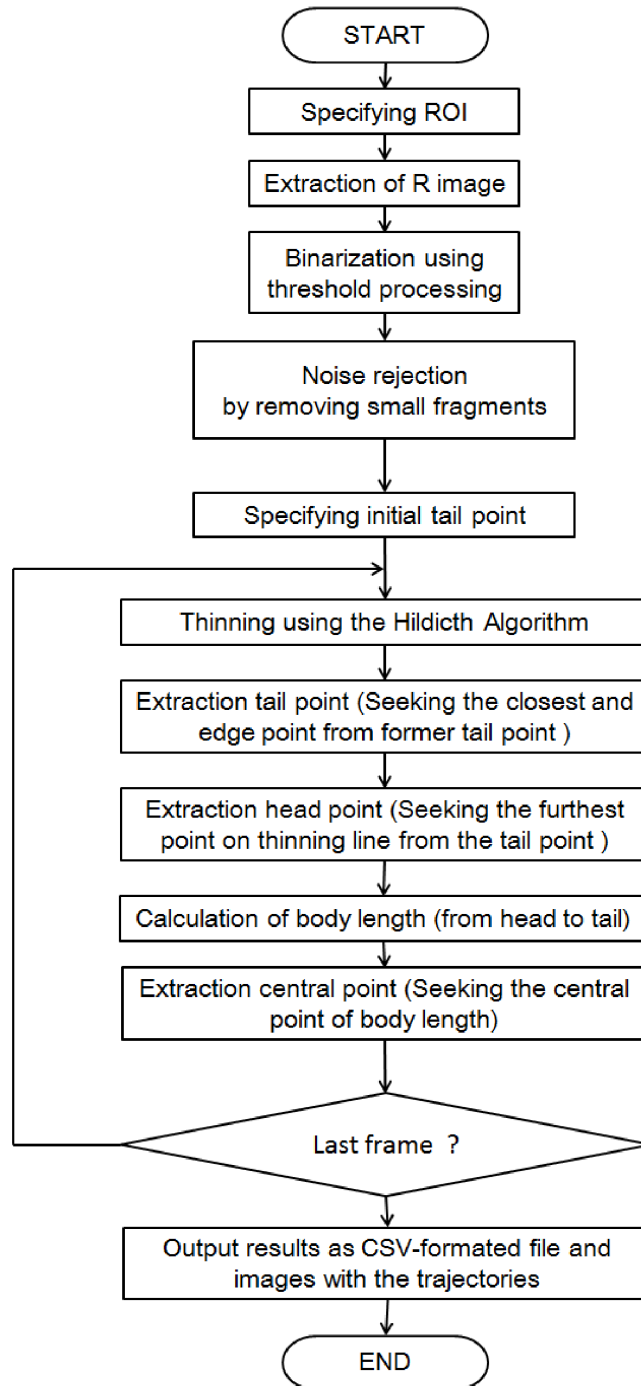 START
Specifying ROI
Extraction of R image
Binarization using
threshold processing
Noise rejection
by removing small fragments
Specifying initial tail point
Thinning using the Hildicth Algorithm
Extraction tail point (Seeking the closest and
edge point from former tail point )
Extraction head point (Seeking the furthest
point on thinning line from the tail point )
Calculation of body length (from head to tail)
Extraction central point (Seeking the central
point of body length)
Last frame ?
Output results as CSV-formated file and
images with the trajectories
END